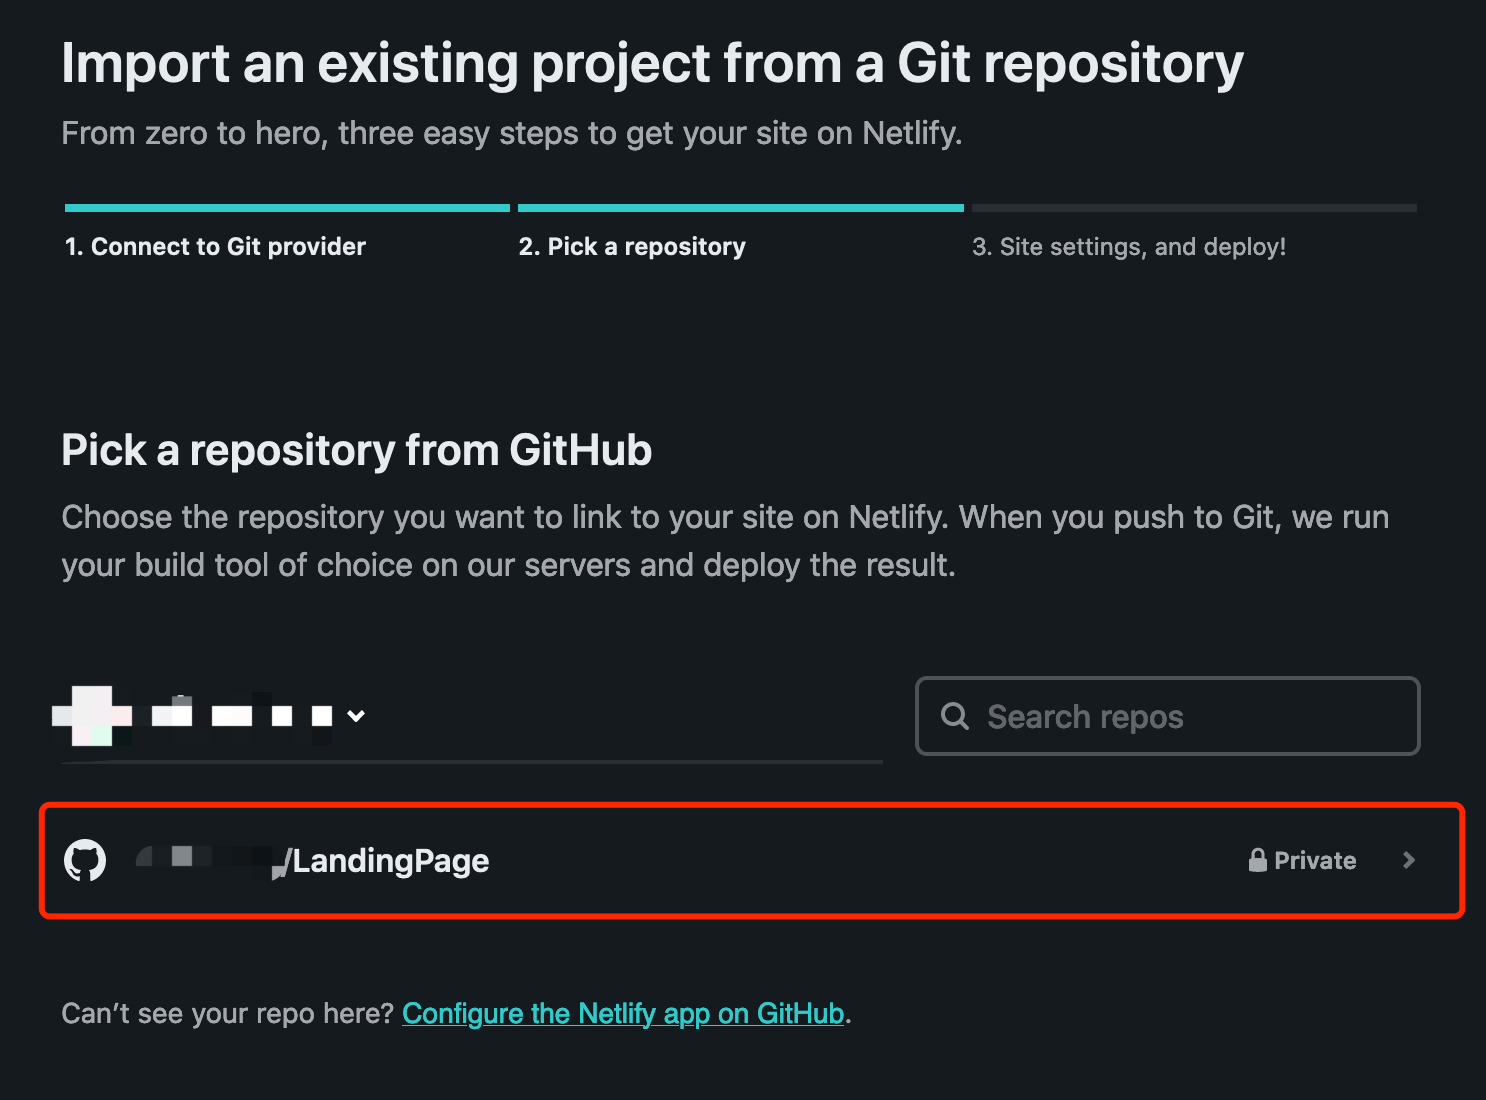 Import an existing project from a Git repository
From zero to hero, three easy steps to get your site on Netlify.
1. Connect to Git provider
2. Pick a repository
3. Site settings, and deploy!
Pick a repository from GitHub
Choose the repository you want to link to your site on Netlify. When you push to Git, we run
your build tool of choice on our servers and deploy the result.
Search repos
/LandingPage
Private
Can’t see your repo here? Configure the Netlify app on GitHub.